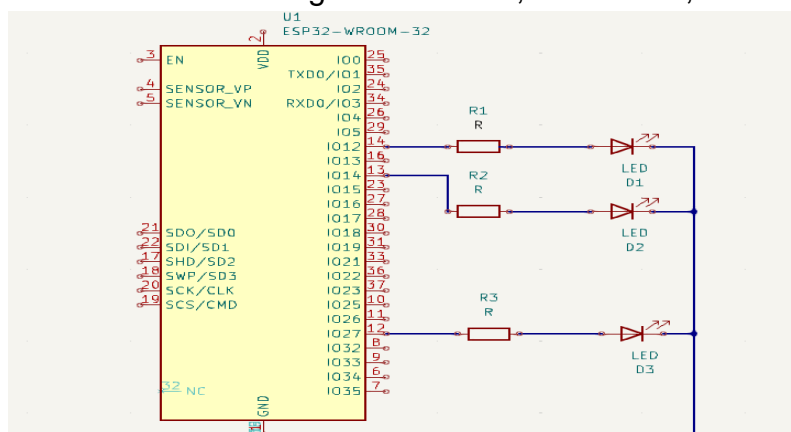 U1
ESP32-WROOM-32
2
VDD
3 EN
4 SENSOR_VP
5 SENSOR_VN
21 SDO/SD0
22 SDI/SD1
17 SHD/SD2
18 SWP/SD3
20 SCK/CLK
19 SCS/CMD
32 NC
GND
IO0 25
TXD0/IO1 35
IO2 24
RXD0/IO3 34
IO4 26
IO5 29
IO12 14
IO13 16
IO14 13
IO15 23
IO16 27
IO17 28
IO18 30
IO19 31
IO21 33
IO22 36
IO23 37
IO25 10
IO26 11
IO27 12
IO32 8
IO33 9
IO34 6
IO35 7
R1
R
LED
D1
R2
R
LED
D2
R3
R
LED
D3